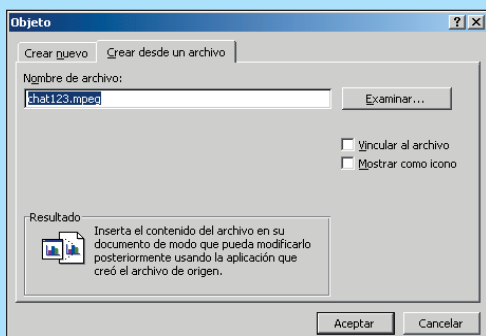 Objeto
Crear nuevo
Crear desde un archivo
Nombre de archivo:
chat123.mpeg
Examinar...
Vincular al archivo
Mostrar como icono
Resultado
Inserta el contenido del archivo en su
documento de modo que pueda modificarlo
posteriormente usando la aplicación que
creó el archivo de origen.
Aceptar
Cancelar